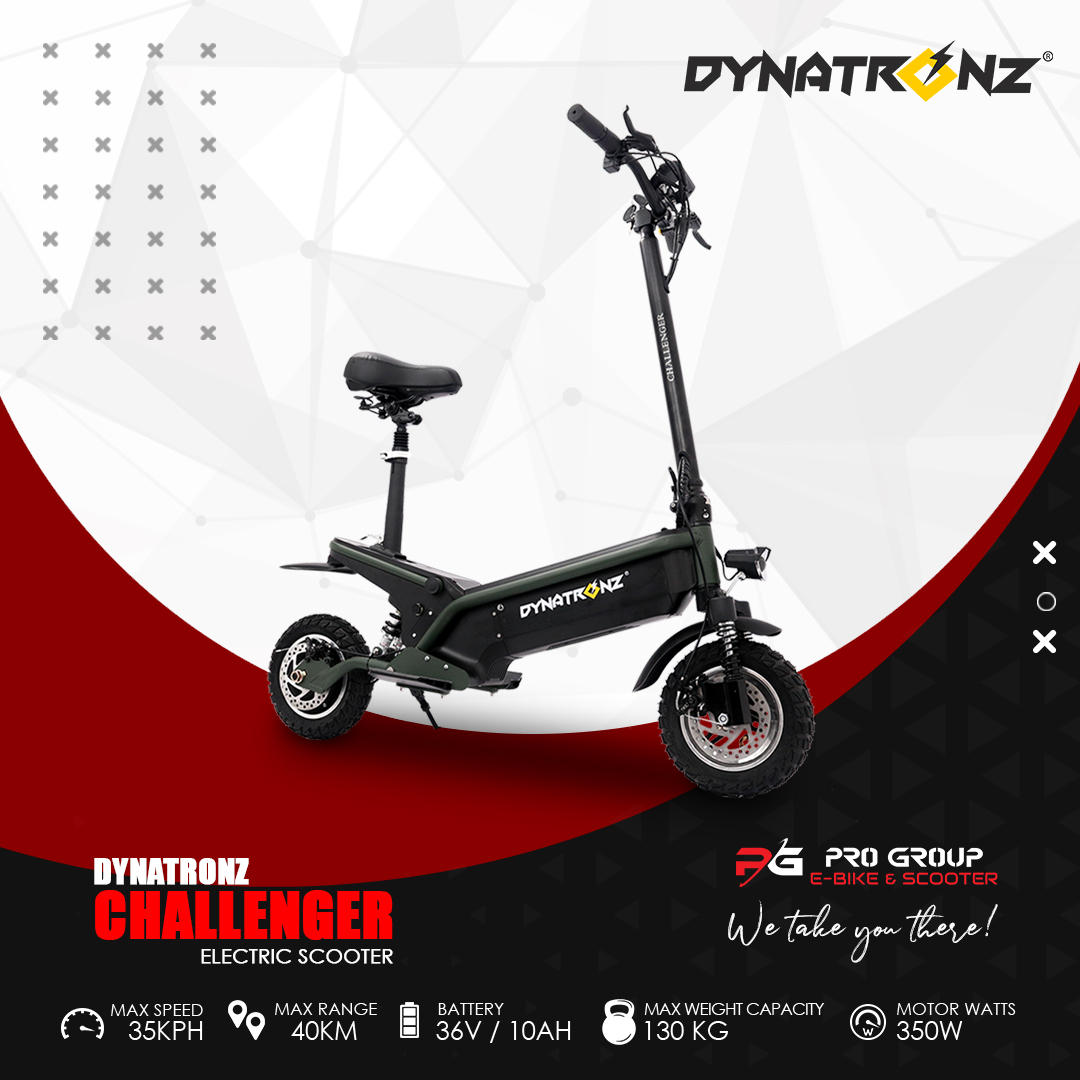 DYNATRONZ®
CHALLENGER
DYNATRONZ
DYNATRONZ
CHALLENGER
ELECTRIC SCOOTER
PG PRO GROUP
E-BIKE & SCOOTER
We take you there!
MAX SPEED
35KPH
MAX RANGE
40KM
BATTERY
36V / 10AH
MAX WEIGHT CAPACITY
130 KG
W
MOTOR WATTS
350W